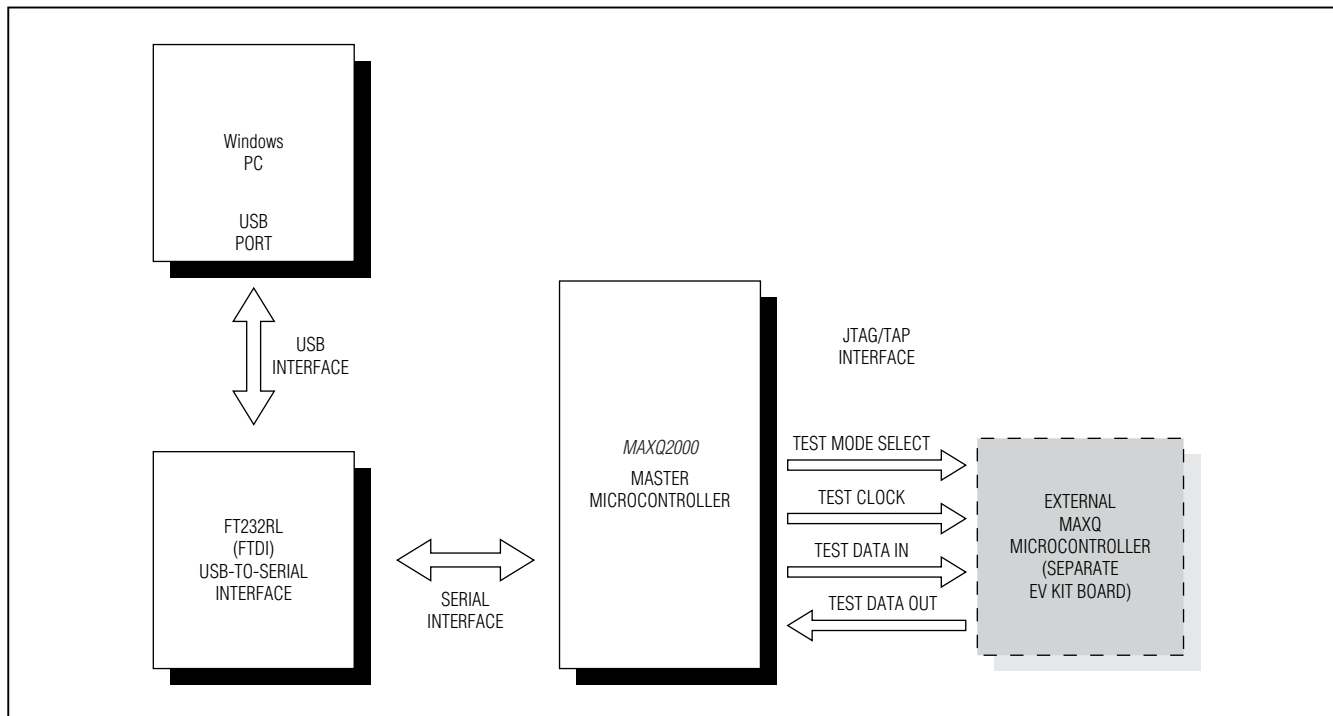 Windows
PC
USB
PORT
USB
INTERFACE
FT232RL
(FTDI)
USB-TO-SERIAL
INTERFACE
SERIAL
INTERFACE
MAXQ2000
MASTER
MICROCONTROLLER
JTAG/TAP
INTERFACE
TEST MODE SELECT
TEST CLOCK
TEST DATA IN
TEST DATA OUT
EXTERNAL
MAXQ
MICROCONTROLLER
(SEPARATE
EV KIT BOARD)